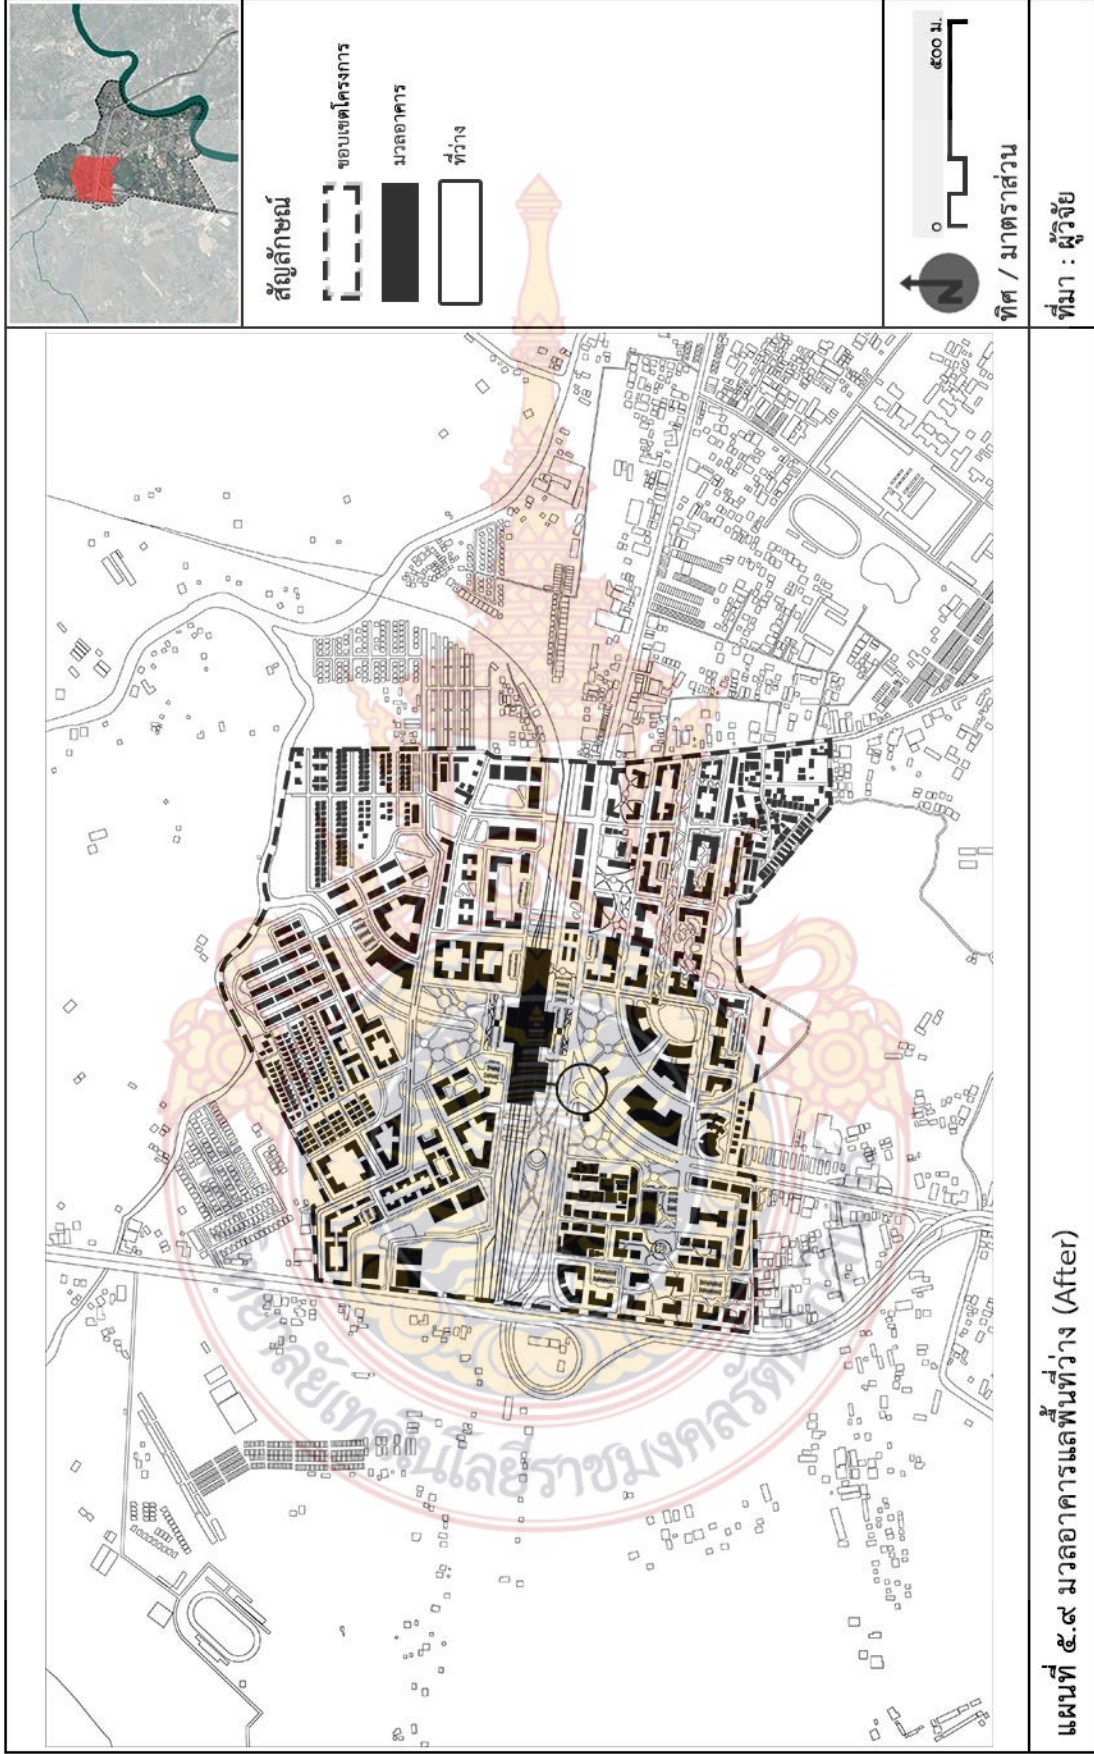 สัญลักษณ์
ขอบเขตโครงการ
มวลอาคาร
ที่ว่าง
N
๐ ๕๐๐ ม.
ทิศ / มาตราส่วน
แผนที่ ๕.๙ มวลอาคารและพื้นที่ว่าง (After)
ที่มา : ผู้วิจัย